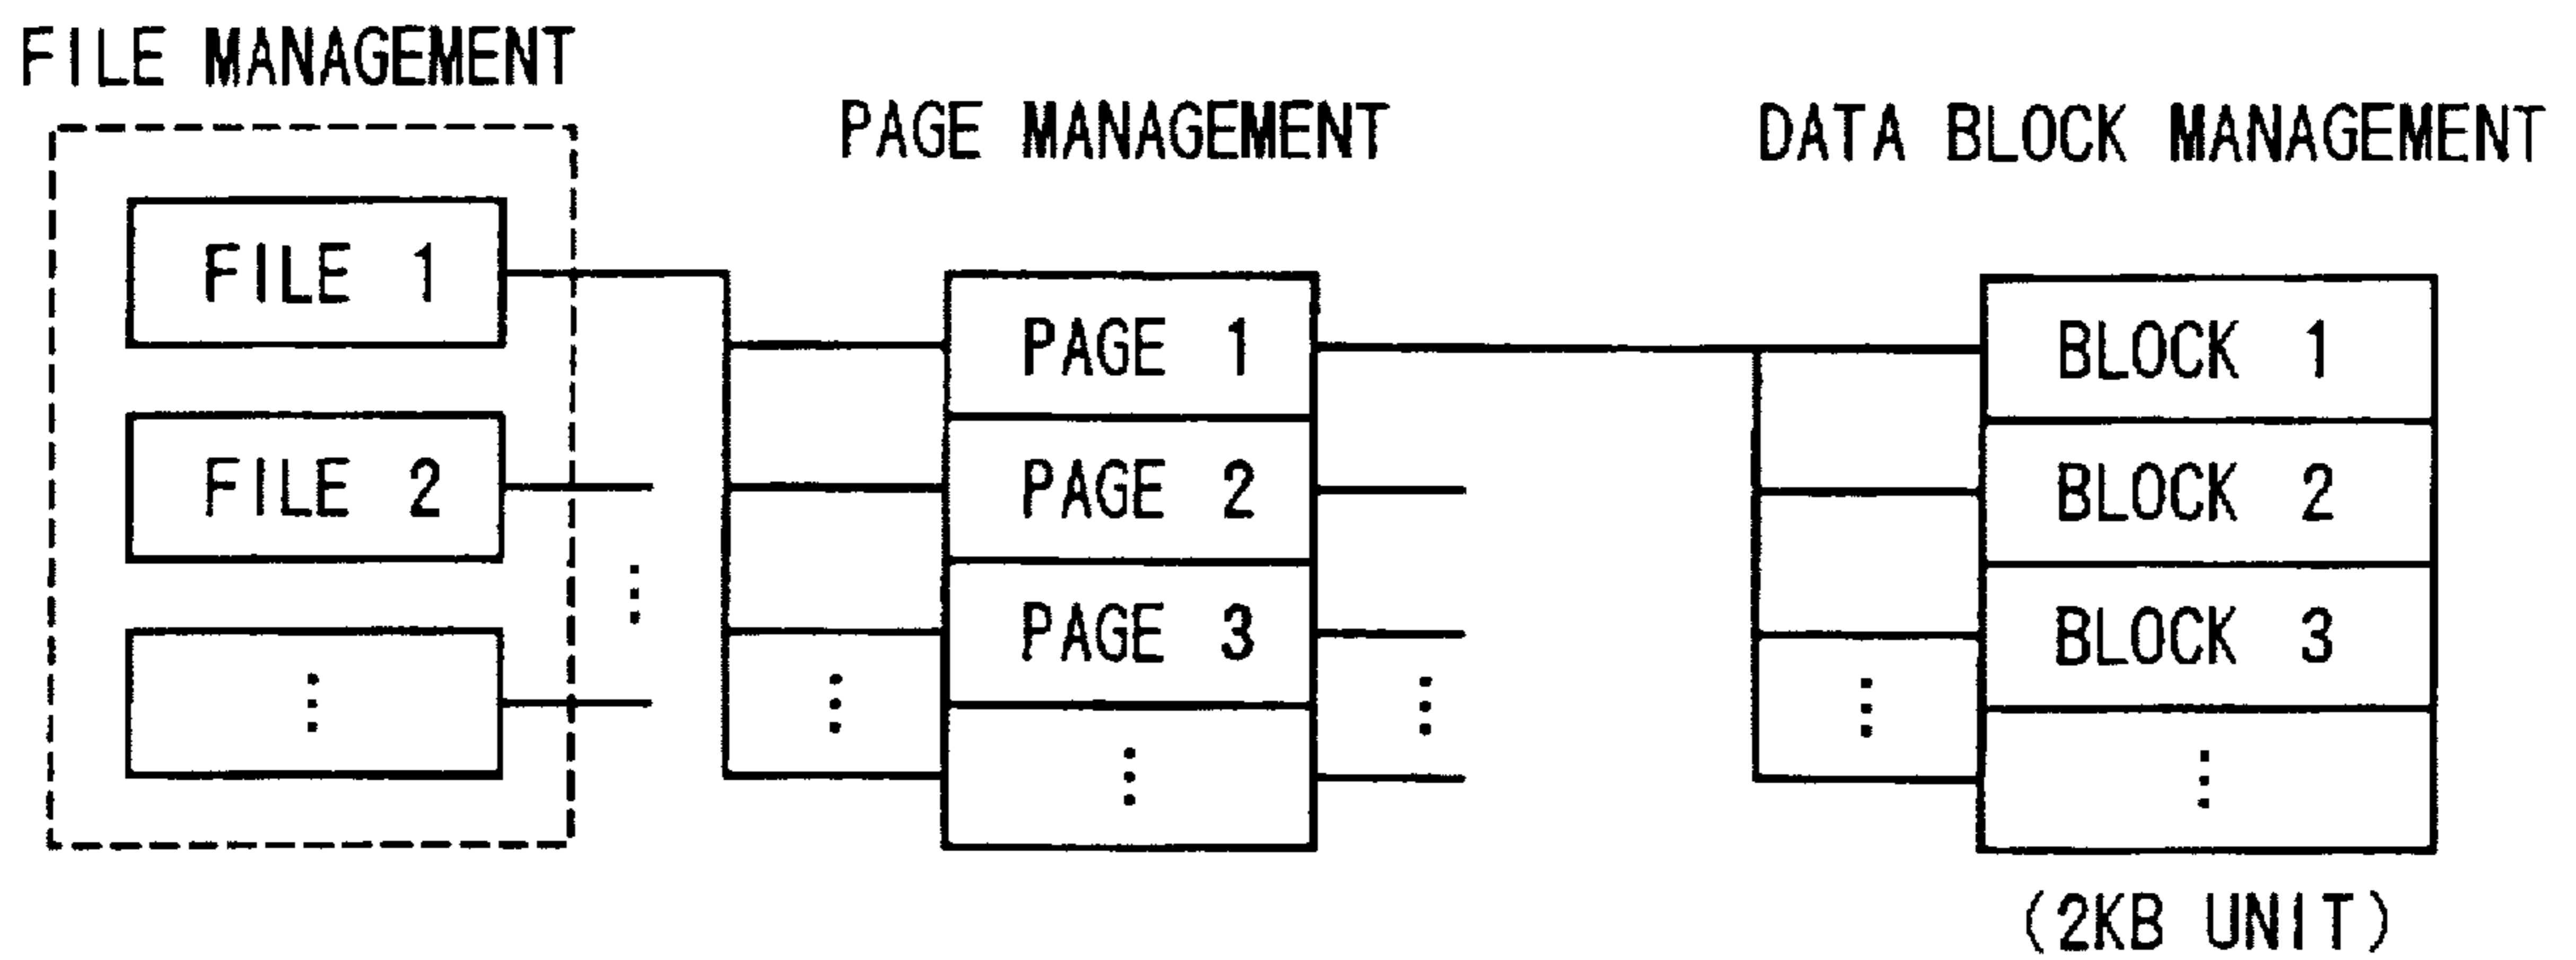 FILE MANAGEMENT
PAGE MANAGEMENT
DATA BLOCK MANAGEMENT
FILE 1
FILE 2
PAGE 1
PAGE 2
PAGE 3
BLOCK 1
BLOCK 2
BLOCK 3
(2KB UNIT)